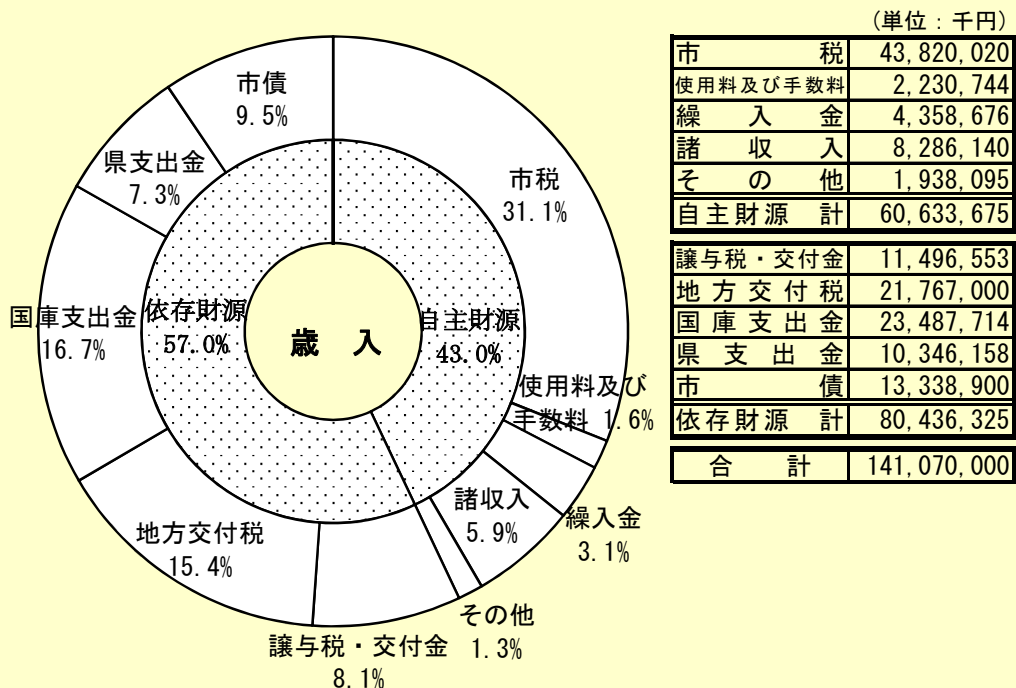 (単位：千円)
市債
9.5%
県支出金
7.3%
国庫支出金
16.7%
地方交付税
15.4%
譲与税・交付金
8.1%
その他
1.3%
諸収入
5.9%
繰入金
3.1%
使用料及び
手数料 1.6%
市税
31.1%
依存財源
57.0%
歳入
自主財源
43.0%
市税 43,820,020
使用料及び手数料 2,230,744
繰入金 4,358,676
諸収入 8,286,140
その他 1,938,095
自主財源計 60,633,675
譲与税・交付金 11,496,553
地方交付税 21,767,000
国庫支出金 23,487,714
県支出金 10,346,158
市債 13,338,900
依存財源計 80,436,325
合計 141,070,000